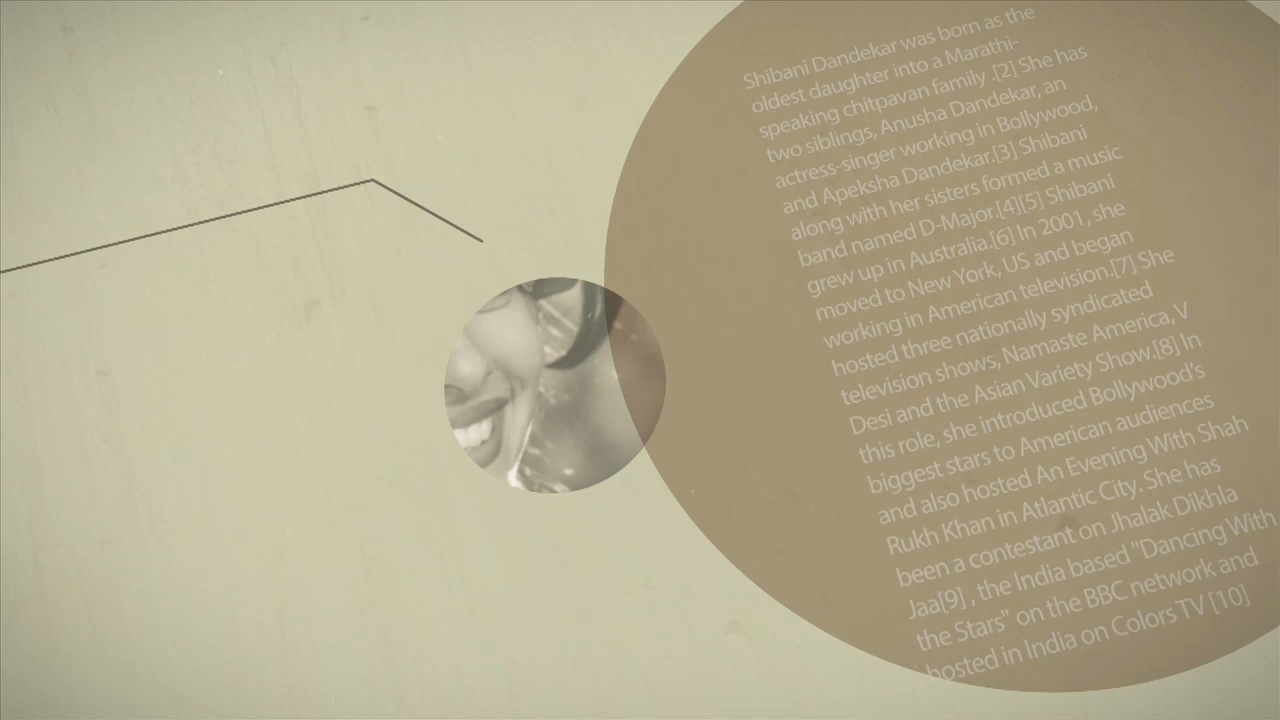 Shibani Dandekar was born as the
oldest daughter into a Marathi-
speaking chitpavan family .[2] She has
two siblings, Anusha Dandekar, an
actress-singer working in Bollywood,
and Apeksha Dandekar.[3] Shibani
along with her sisters formed a music
band named D-Major.[4][5] Shibani
grew up in Australia.[6] In 2001 , she
moved to New York, US and began
working in American television.[7] She
hosted three nationally syndicated
television shows, Namaste America, V
Desi and the Asian Variety Show.[8] In
this role, she introduced Bollywood's
biggest stars to American audiences
and also hosted An Evening With Shah
Rukh Khan in Atlantic City. She has
been a contestant on Jhalak Dikhla
Jaa[9] , the India based "Dancing With
the Stars" on the BBC network and
hosted in India on Colors TV [10]